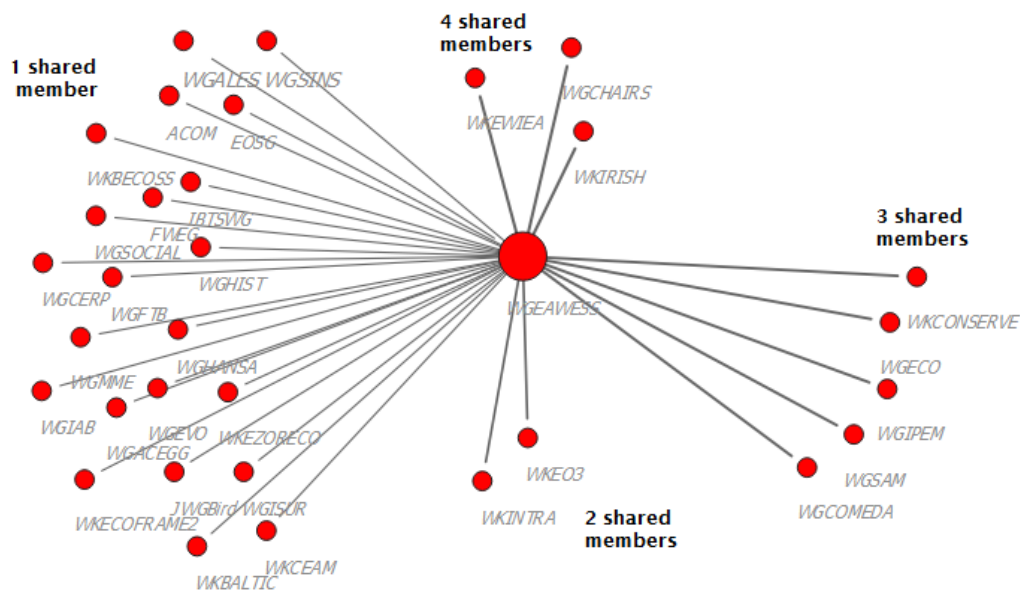 4 shared
members
1 shared
member
WGALES WGSINS
WGCHAIRS
ACOM
EOSG
WKEWIEA
WKBECOSS
WKIRISH
IBTSWG
FWEG
WGSOCIAL
3 shared
members
WGHIST
WGCERP
WGFTB
WGEAWESS
WKCONSERVE
WGHANSA
WGMME
WGECO
WGIAB
WGEVO
WKEZORECO
WGIPEM
WGACEGG
WKEO3
WGSAM
JWGBird WGISUR
WKECOFRAME2
WKINTRA
2 shared
members
WGCOMEDA
WKCEAM
WKBALTIC